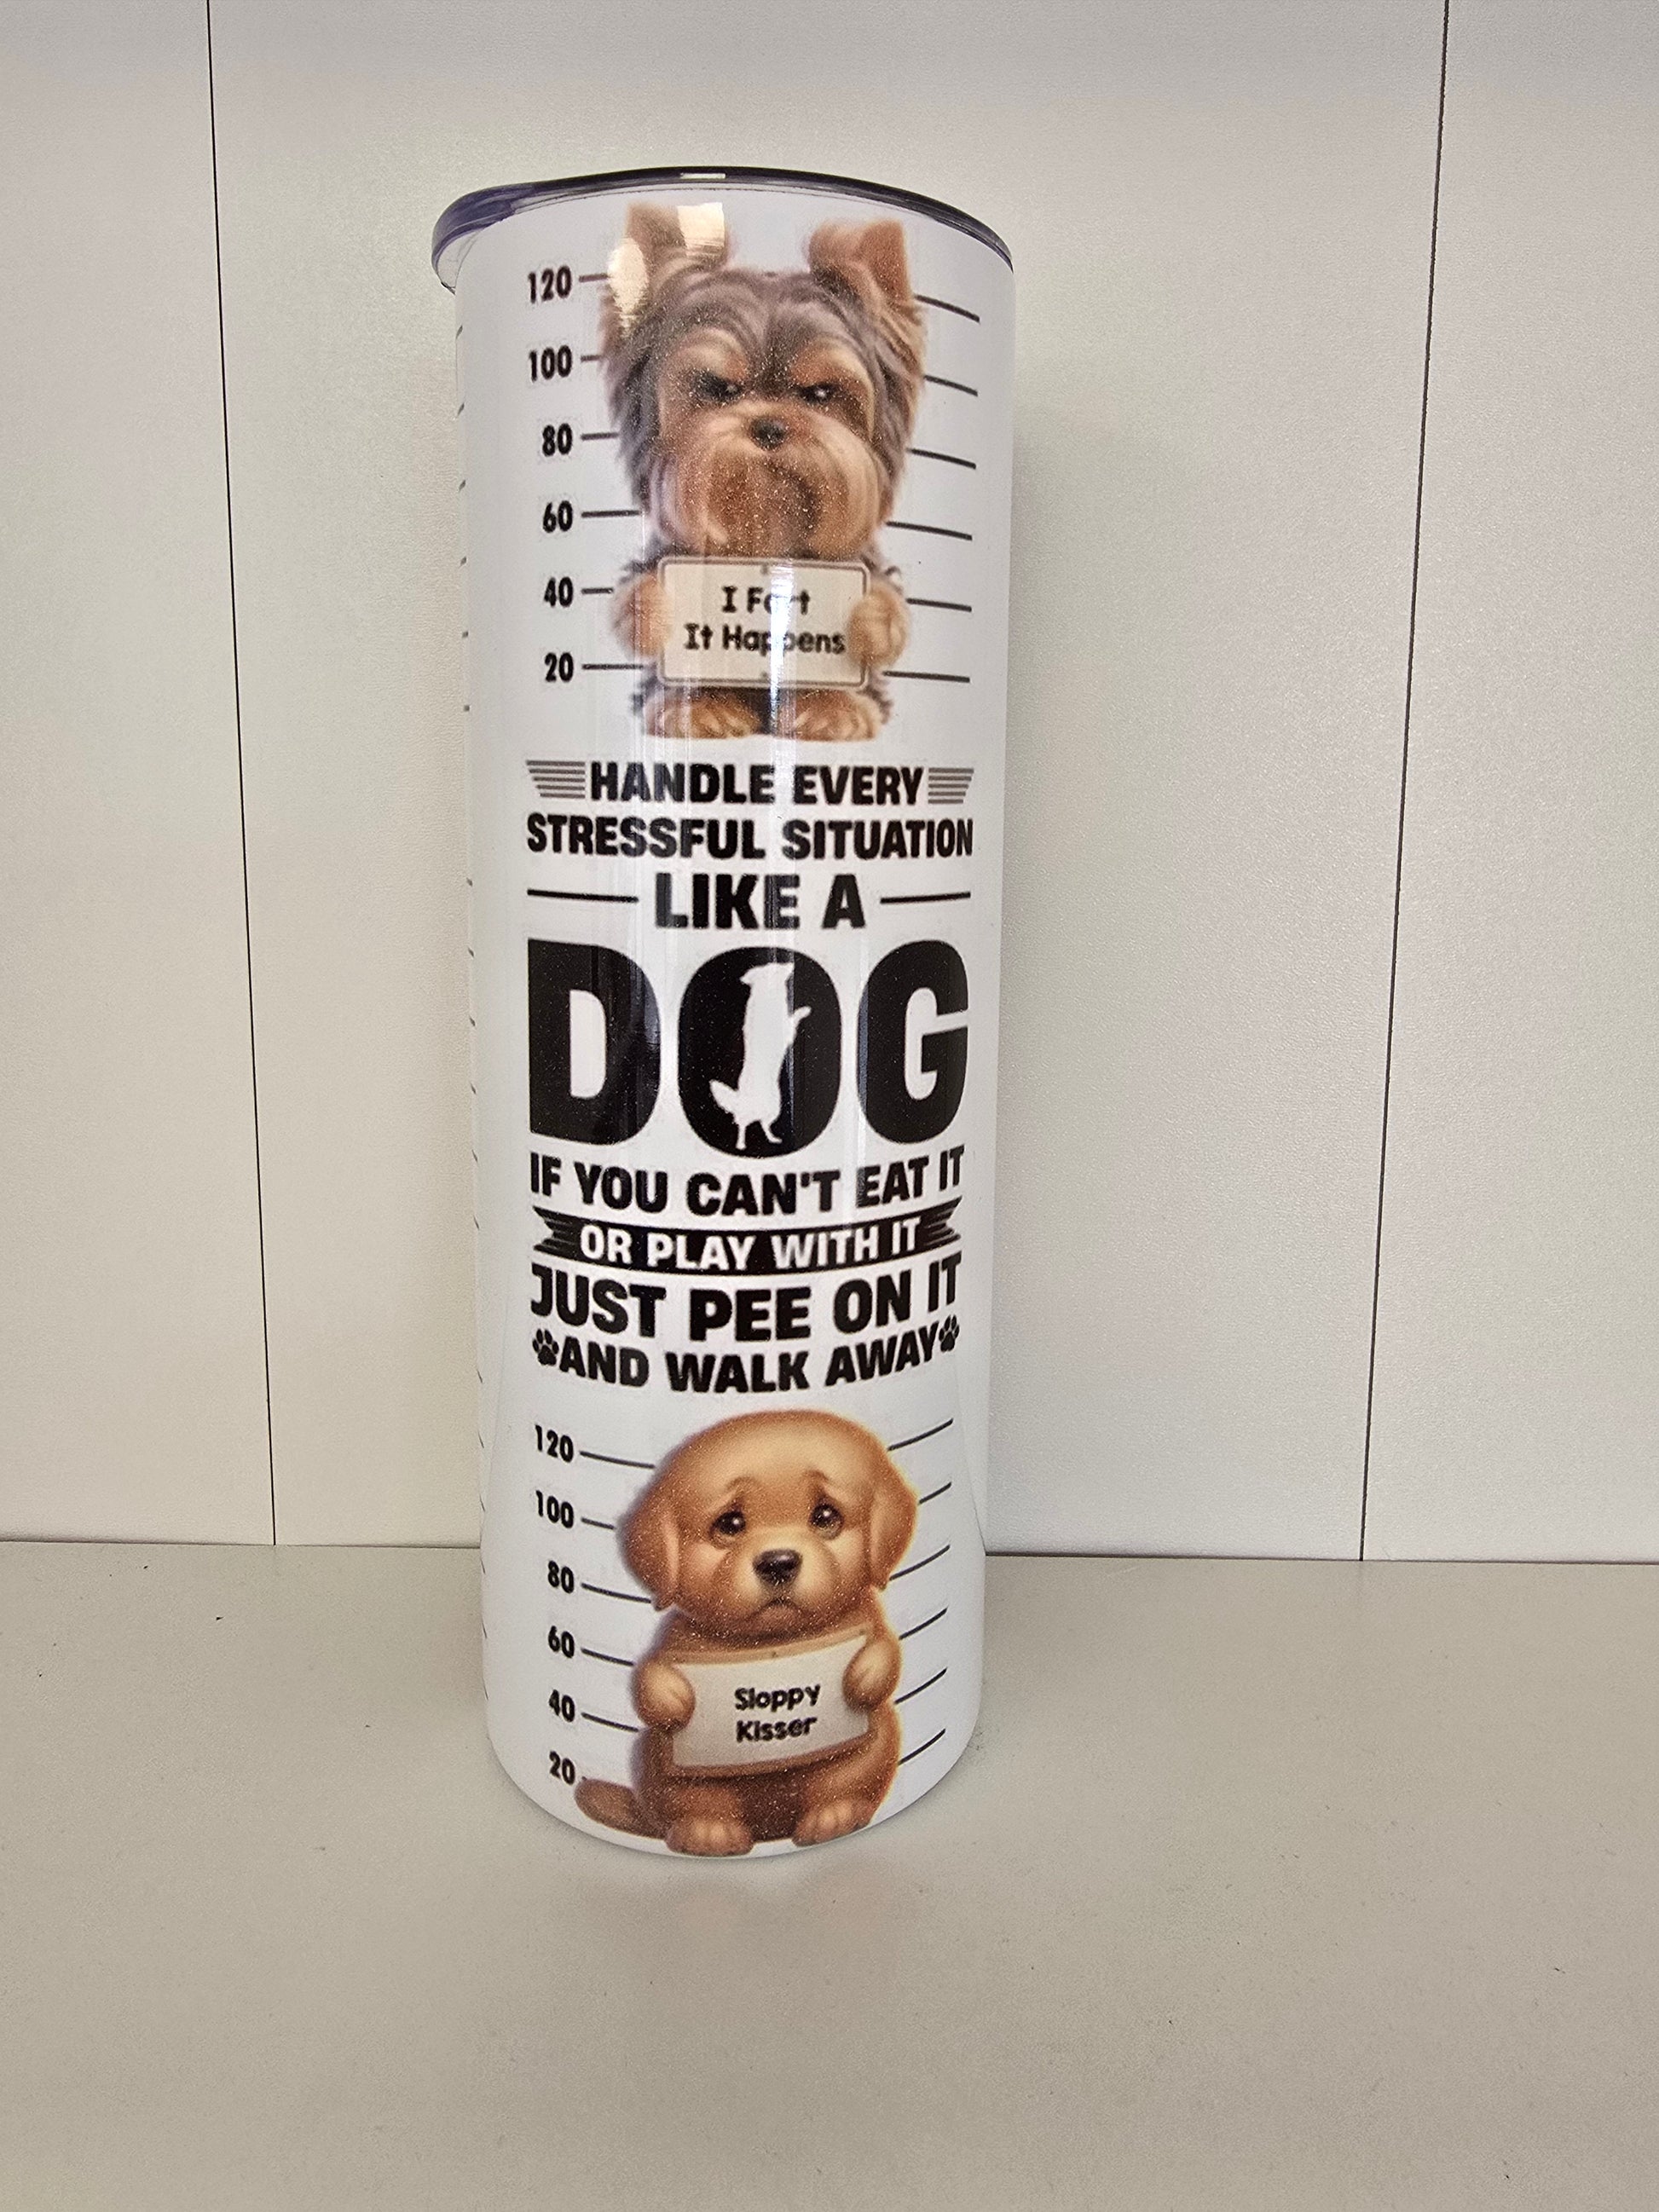 120
100
80
60
40
20
I Fart
It Happens
HANDLE EVERY
STRESSFUL SITUATION
LIKE A
DOG
IF YOU CAN'T EAT IT
OR PLAY WITH IT
JUST PEE ON IT
AND WALK AWAY
120
100
80
60
40
20
Sloppy
Kisser